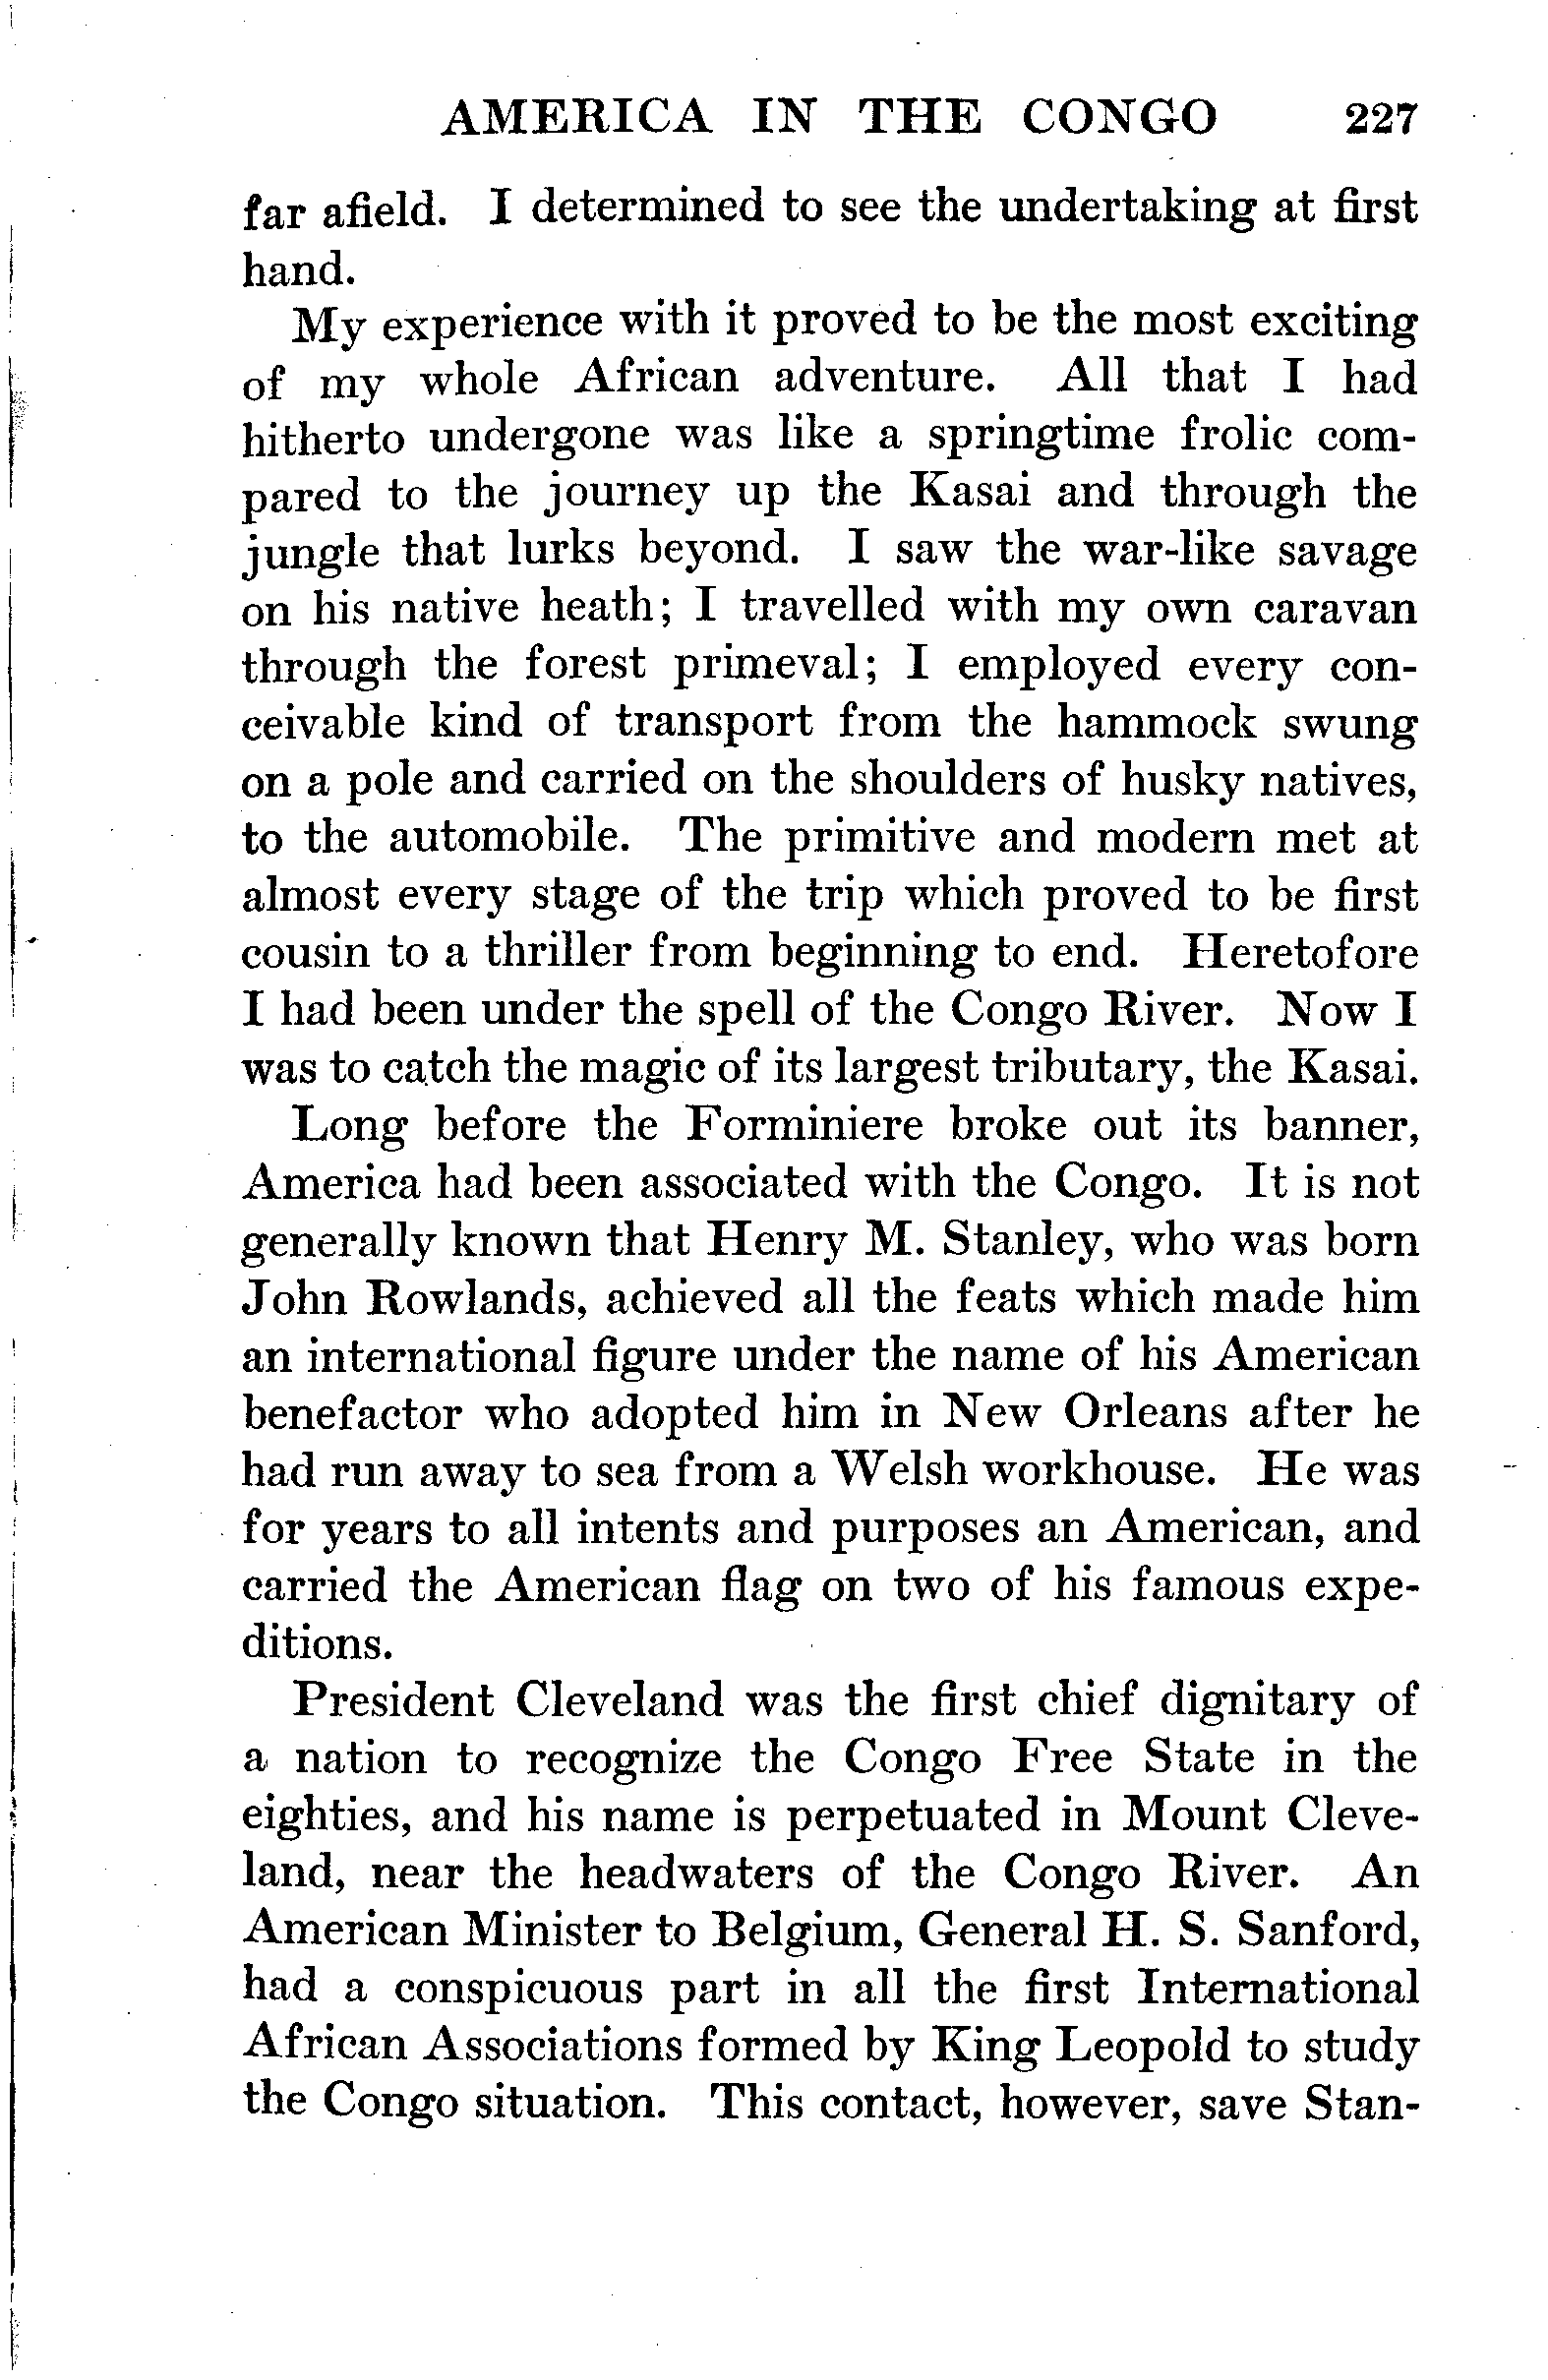 AMERICA IN THE CONGO 227
far afield. I determined to see the undertaking at first
hand.
My experience with it proved to be the most exciting
of my whole African adventure. All that I had
hitherto undergone was like a springtime frolic com-
pared to the journey up the Kasai and through the
jungle that lurks beyond. I saw the war-like savage
on his native heath; I travelled with my own caravan
through the forest primeval; I employed every con-
ceivable kind of transport from the hammock swung
on a pole and carried on the shoulders of husky natives,
to the automobile. The primitive and modern met at
almost every stage of the trip which proved to be first
cousin to a thriller from beginning to end. Heretofore
I had been under the spell of the Congo River. Now I
was to catch the magic of its largest tributary, the Kasai.
Long before the Forminiere broke out its banner,
America had been associated with the Congo. It is not
generally known that Henry M. Stanley, who was born
John Rowlands, achieved all the feats which made him
an international figure under the name of his American
benefactor who adopted him in New Orleans after he
had run away to sea from a Welsh workhouse. He was
for years to all intents and purposes an American, and
carried the American flag on two of his famous expe-
ditions.
President Cleveland was the first chief dignitary of
a nation to recognize the Congo Free State in the
eighties, and his name is perpetuated in Mount Cleve-
land, near the headwaters of the Congo River. An
American Minister to Belgium, General H. S. Sanford,
had a conspicuous part in all the first International
African Associations formed by King Leopold to study
the Congo situation. This contact, however, save Stan-